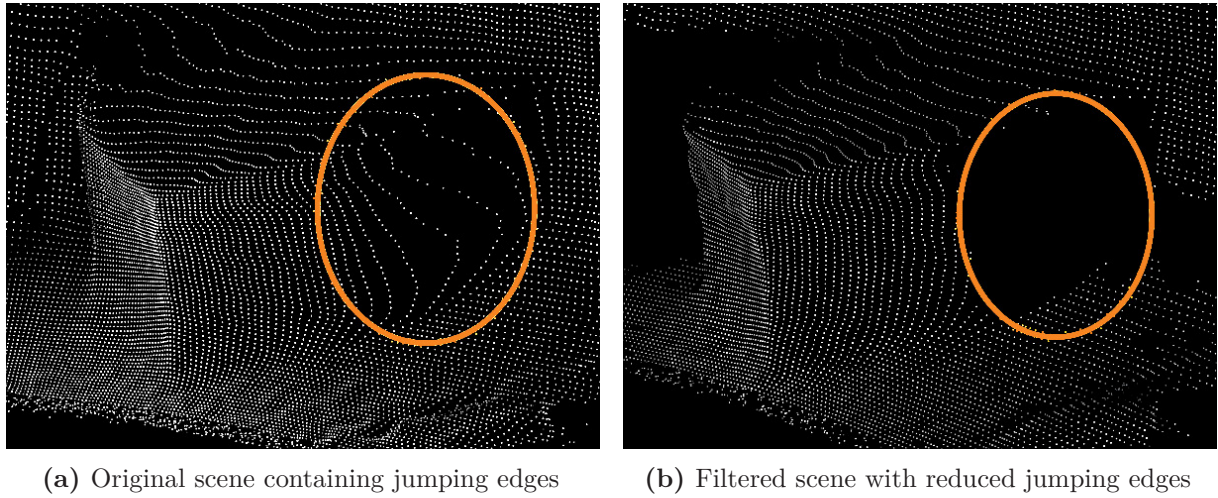 (a) Original scene containing jumping edges
(b) Filtered scene with reduced jumping edges